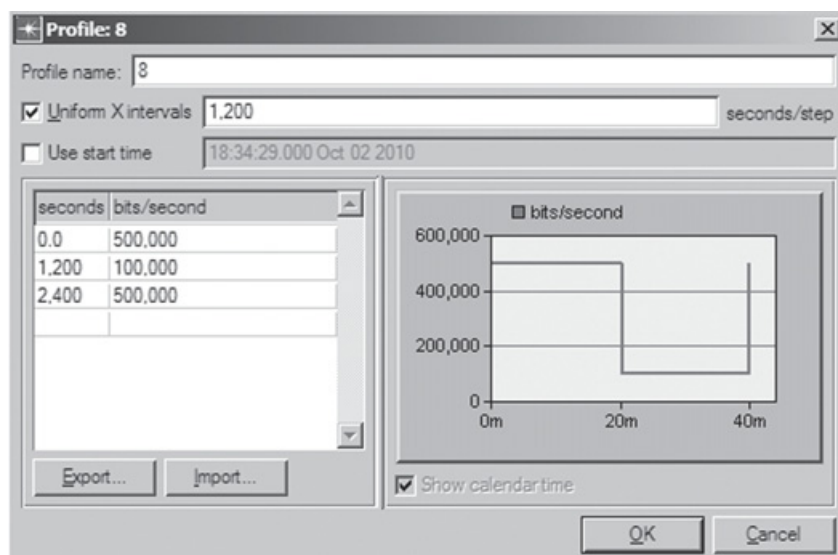 Profile: 8
Profile name: 8
Uniform X intervals 1,200 seconds/step
Use start time 18:34:29.000 Oct 02 2010
seconds bits/second
0.0 500,000
1,200 100,000
2,400 500,000
Export... Import...
bits/second
600,000
400,000
200,000
0
0m 20m 40m
Show calendar time
OK Cancel